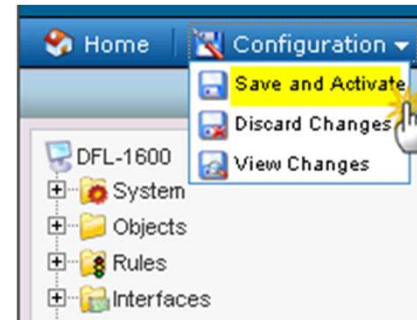 Home Configuration
Save and Activate
Discard Changes
View Changes
DFL-1600
System
Objects
Rules
Interfaces